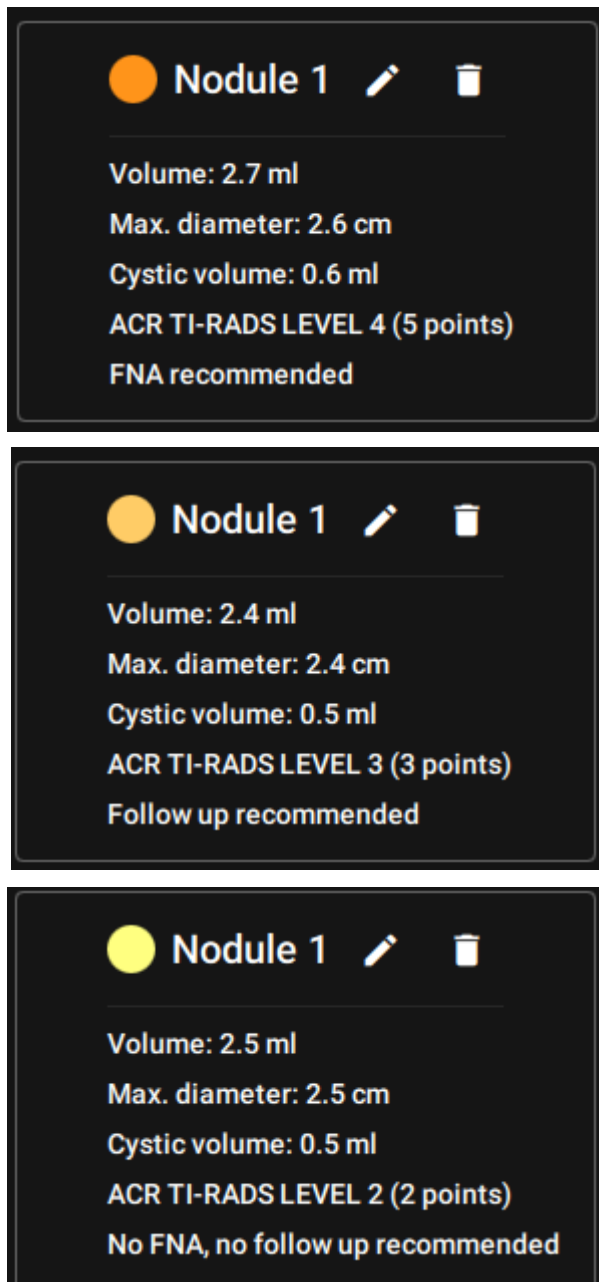 Nodule 1
Volume: 2.7 ml
Max. diameter: 2.6 cm
Cystic volume: 0.6 ml
ACR TI-RADS LEVEL 4 (5 points)
FNA recommended
Nodule 1
Volume: 2.4 ml
Max. diameter: 2.4 cm
Cystic volume: 0.5 ml
ACR TI-RADS LEVEL 3 (3 points)
Follow up recommended
Nodule 1
Volume: 2.5 ml
Max. diameter: 2.5 cm
Cystic volume: 0.5 ml
ACR TI-RADS LEVEL 2 (2 points)
No FNA, no follow up recommended